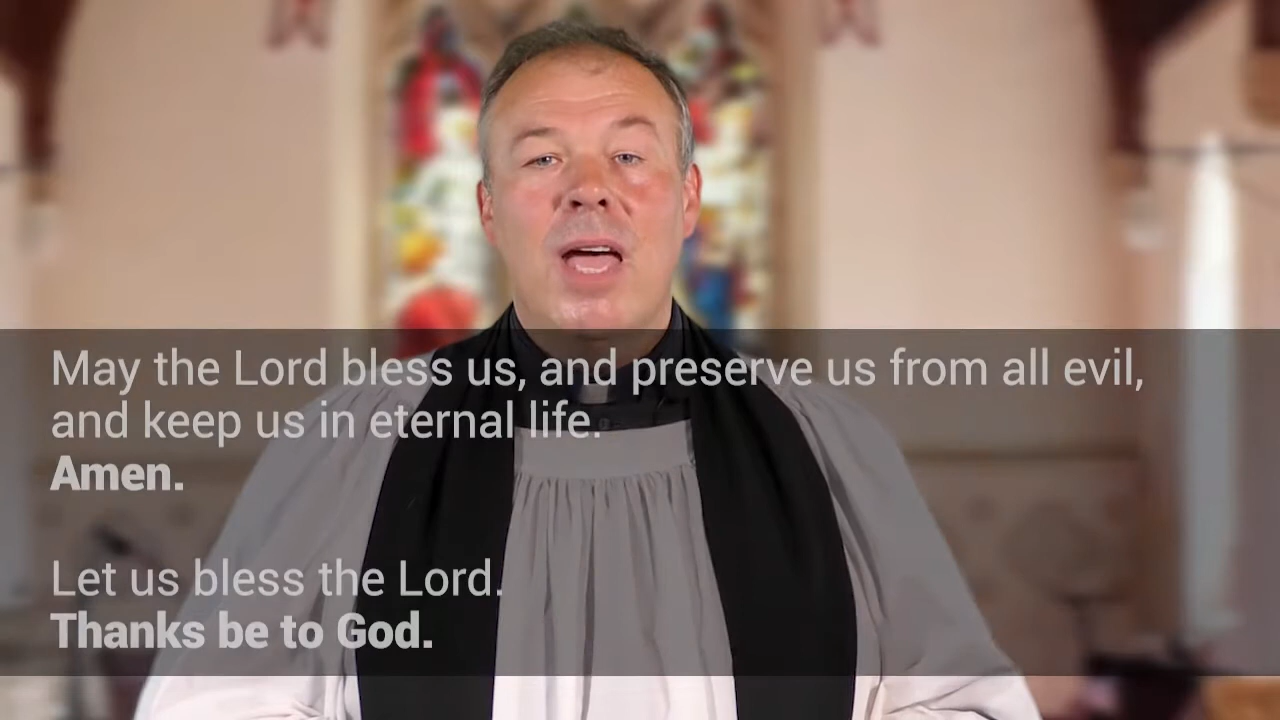 May the Lord bless us, and preserve us from all evil,
and keep us in eternal life.
Amen.
Let us bless the Lord.
Thanks be to God.